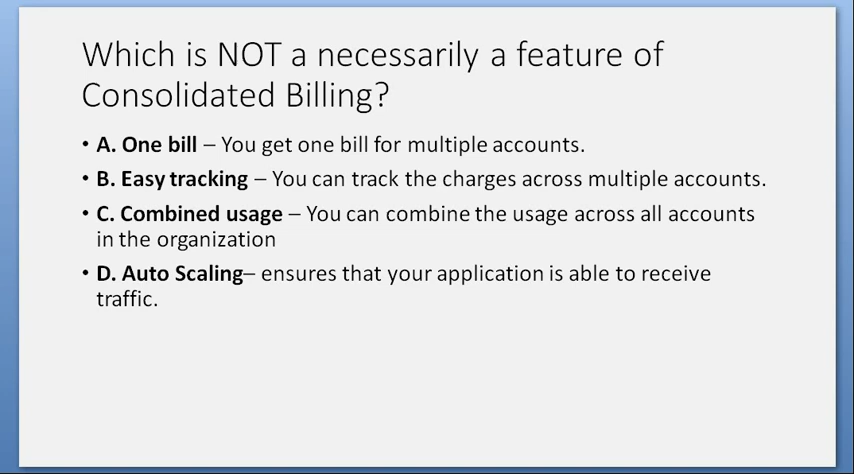 Which is NOT a necessarily a feature of
Consolidated Billing?
• A. One bill – You get one bill for multiple accounts.
• B. Easy tracking – You can track the charges across multiple accounts.
• C. Combined usage – You can combine the usage across all accounts
in the organization
• D. Auto Scaling– ensures that your application is able to receive
traffic.